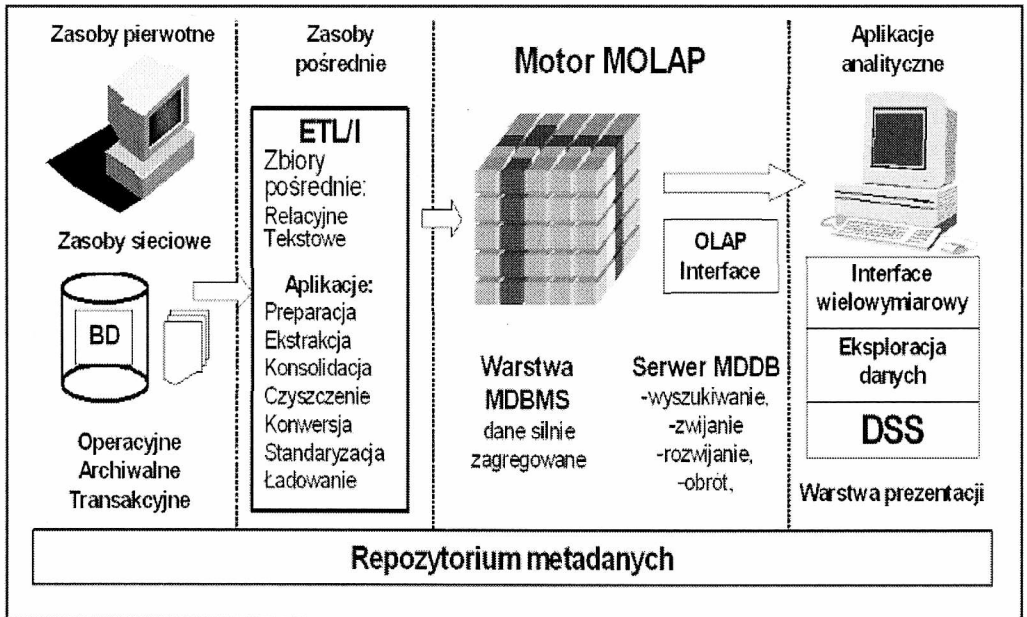 Zasoby pierwotne
Zasoby sieciowe
BD
Operacyjne
Archiwalne
Transakcyjne
Zasoby
pośrednie
ETL/I
Zbiory
pośrednie:
Relacyjne
Tekstowe
Aplikacje:
Preparacja
Ekstrakcja
Konsolidacja
Czyszczenie
Konwersja
Standaryzacja
Ładowanie
Motor MOLAP
OLAP
Interface
Warstwa
MDBMS
dane silnie
zagregowane
Serwer MDDB
-wyszukiwanie,
-zwijanie
-rozwijanie,
-obrót,
Aplikacje
analityczne
Interface
wielowymiarowy
Eksploracja
danych
DSS
Warstwa prezentacji
Repozytorium metadanych